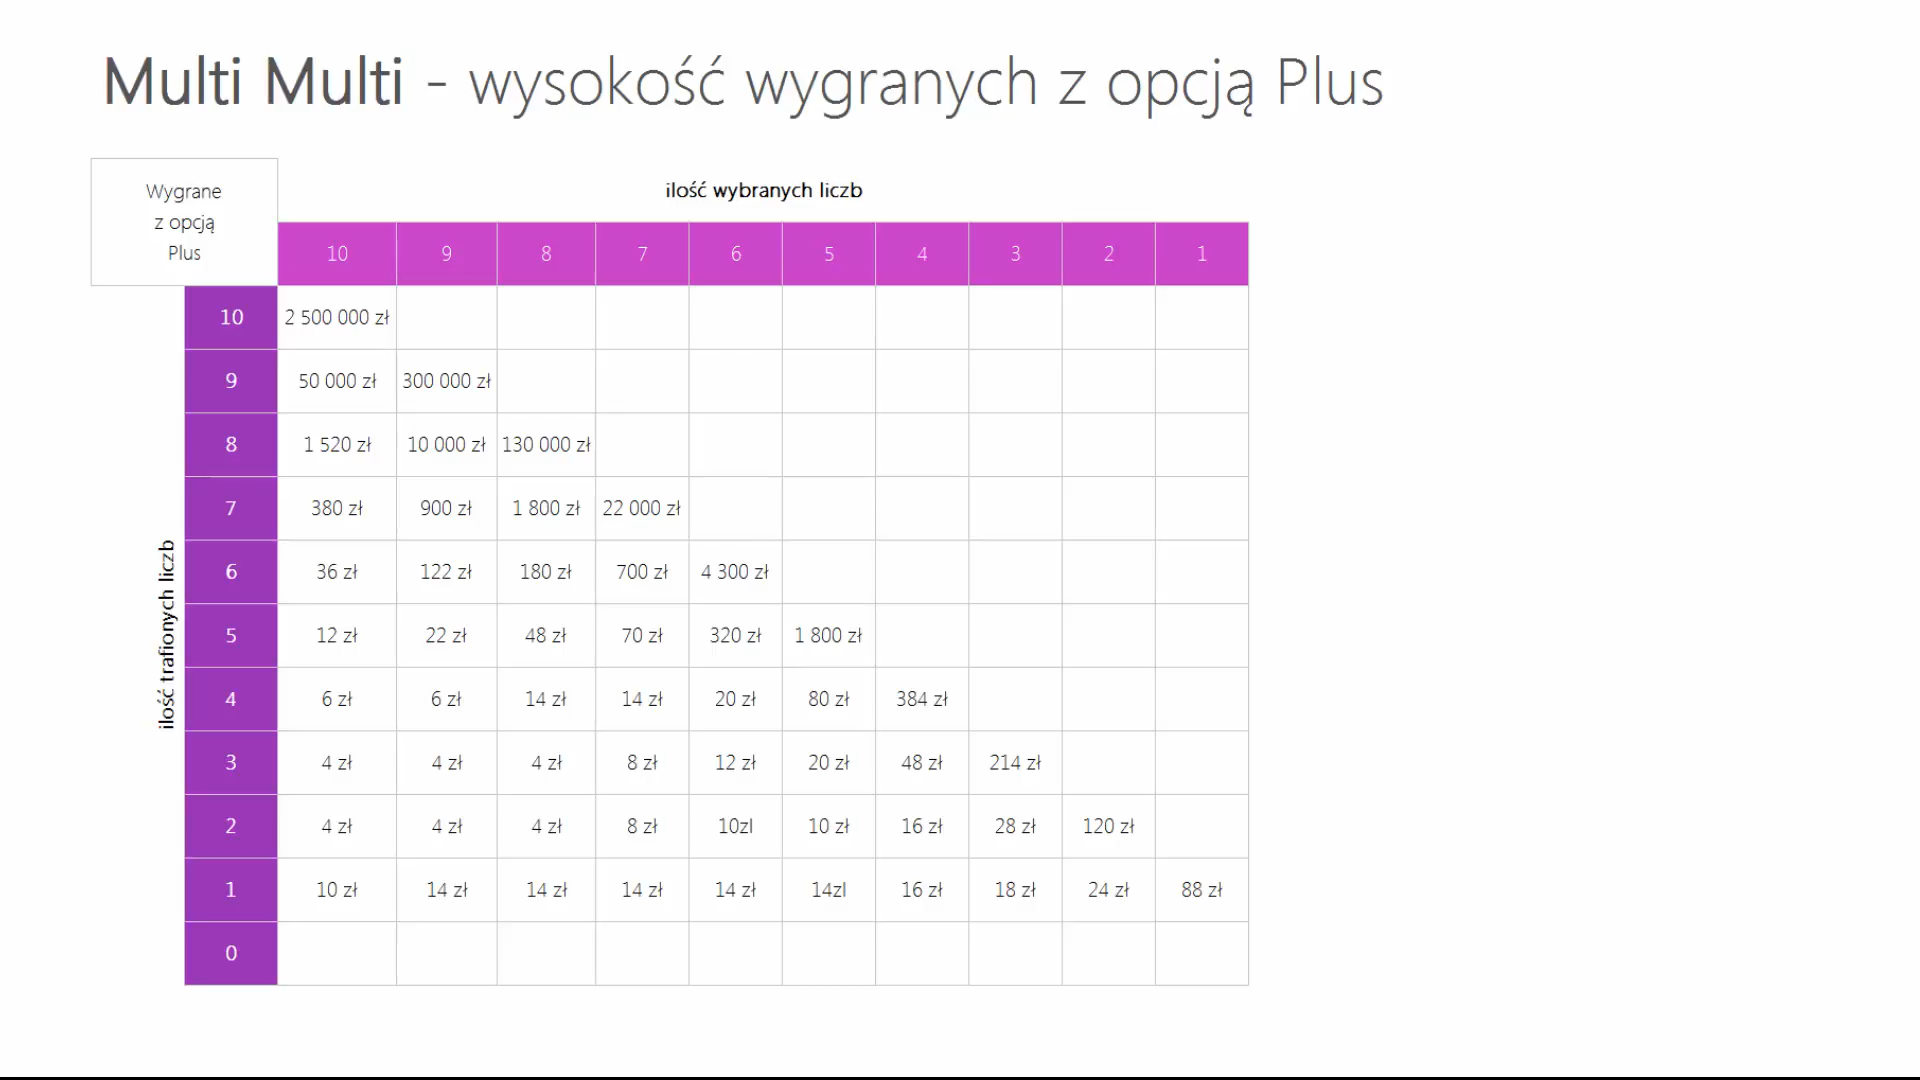 Multi Multi - wysokość wygranych z opcją Plus
Wygrane
z opcją
Plus
ilość wybranych liczb
10 9 8 7 6 5 4 3 2 1
ilość trafionych liczb
10 2 500 000 zł
9 50 000 zł 300 000 zł
8 1 520 zł 10 000 zł 130 000 zł
7 380 zł 900 zł 1 800 zł 22 000 zł
6 36 zł 122 zł 180 zł 700 zł 4 300 zł
5 12 zł 22 zł 48 zł 70 zł 320 zł 1 800 zł
4 6 zł 6 zł 14 zł 14 zł 20 zł 80 zł 384 zł
3 4 zł 4 zł 4 zł 8 zł 12 zł 20 zł 48 zł 214 zł
2 4 zł 4 zł 4 zł 8 zł 10zl 10 zł 16 zł 28 zł 120 zł
1 10 zł 14 zł 14 zł 14 zł 14 zł 14zl 16 zł 18 zł 24 zł 88 zł
0